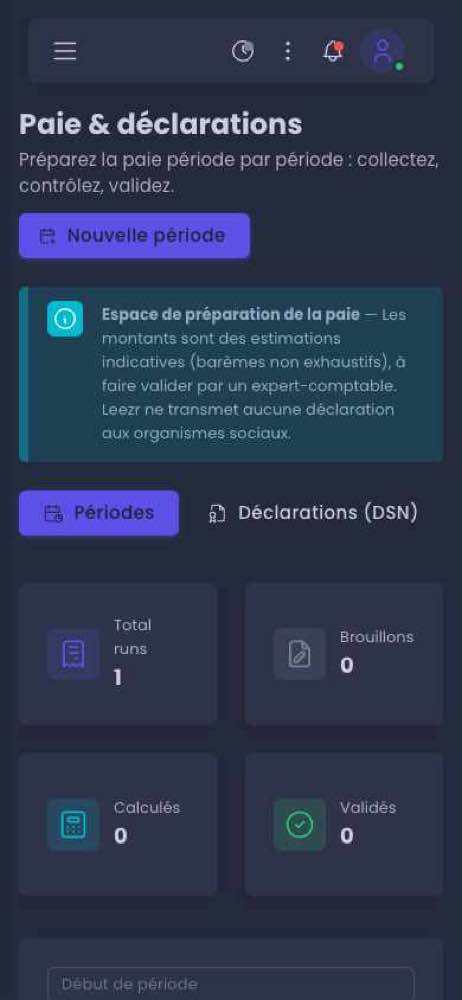 Paie & déclarations
Préparez la paie période par période : collectez,
contrôlez, validez.
Nouvelle période
Espace de préparation de la paie — Les
montants sont des estimations
indicatives (barèmes non exhaustifs), à
faire valider par un expert-comptable.
Leezr ne transmet aucune déclaration
aux organismes sociaux.
Périodes
Déclarations (DSN)
Total
runs
1
Brouillons
0
Calculés
0
Validés
0
Début de période